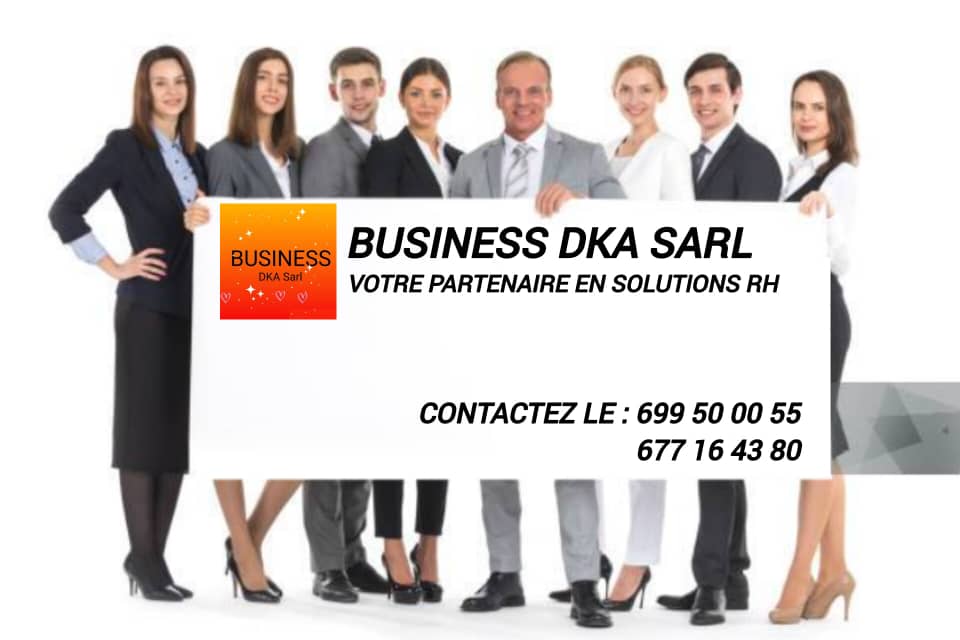 BUSINESS
DKA Sarl
BUSINESS DKA SARL
VOTRE PARTENAIRE EN SOLUTIONS RH
CONTACTEZ LE : 699 50 00 55
677 16 43 80